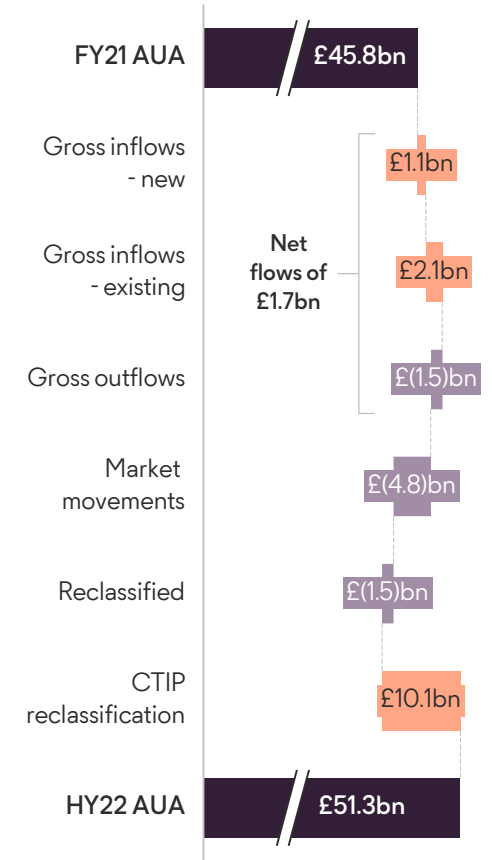 FY21 AUA
£45.8bn
Gross inflows
- new
£1.1bn
Gross inflows
- existing
£2.1bn
Net
flows of
£1.7bn
Gross outflows
£(1.5)bn
Market
movements
£(4.8)bn
Reclassified
£(1.5)bn
CTIP
reclassification
£10.1bn
HY22 AUA
£51.3bn